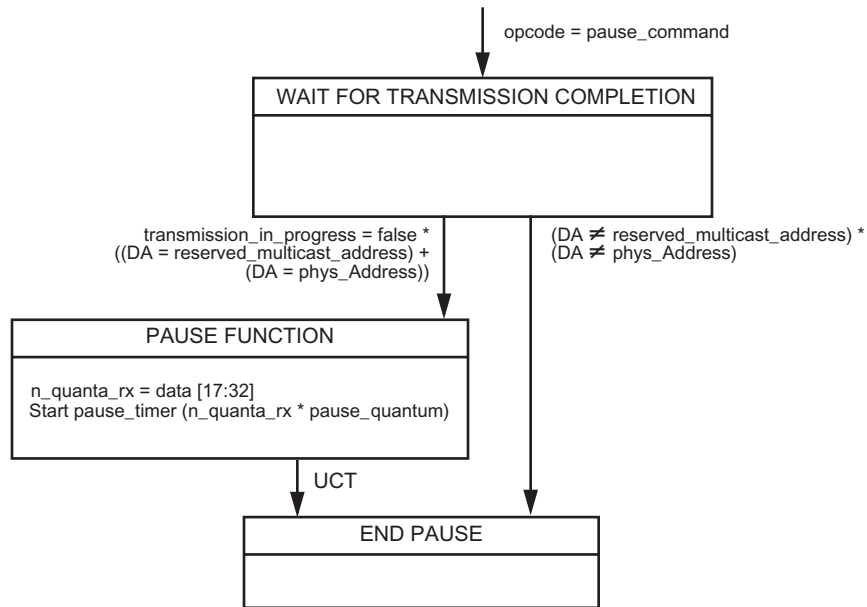 opcode = pause_command
WAIT FOR TRANSMISSION COMPLETION
transmission_in_progress = false *
((DA = reserved_multicast_address) +
(DA = phys_Address))
(DA ≠ reserved_multicast_address) *
(DA ≠ phys_Address)
PAUSE FUNCTION
n_quanta_rx = data [17:32]
Start pause_timer (n_quanta_rx * pause_quantum)
UCT
END PAUSE